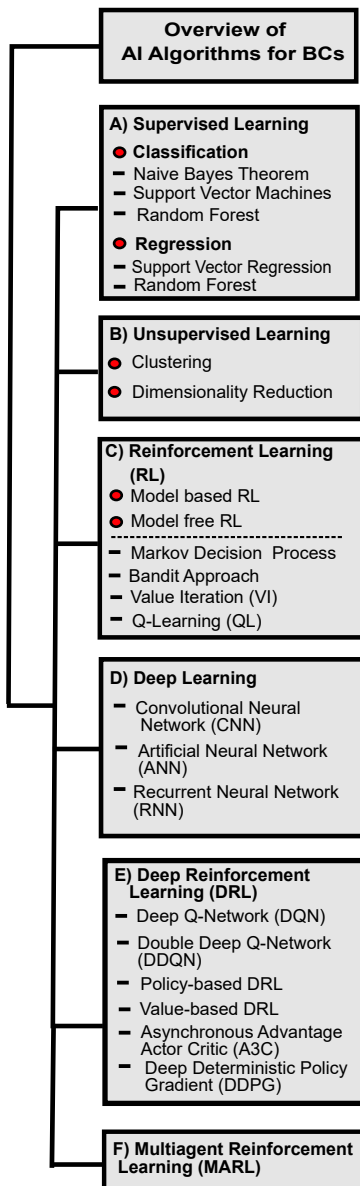 Overview of
AI Algorithms for BCs
A) Supervised Learning
Classification
- Naive Bayes Theorem
- Support Vector Machines
- Random Forest
Regression
- Support Vector Regression
- Random Forest
B) Unsupervised Learning
Clustering
Dimensionality Reduction
C) Reinforcement Learning
(RL)
Model based RL
Model free RL
- Markov Decision Process
- Bandit Approach
- Value Iteration (VI)
- Q-Learning (QL)
D) Deep Learning
- Convolutional Neural
Network (CNN)
- Artificial Neural Network
(ANN)
- Recurrent Neural Network
(RNN)
E) Deep Reinforcement
Learning (DRL)
- Deep Q-Network (DQN)
- Double Deep Q-Network
(DDQN)
- Policy-based DRL
- Value-based DRL
- Asynchronous Advantage
Actor Critic (A3C)
- Deep Deterministic Policy
Gradient (DDPG)
F) Multiagent Reinforcement
Learning (MARL)